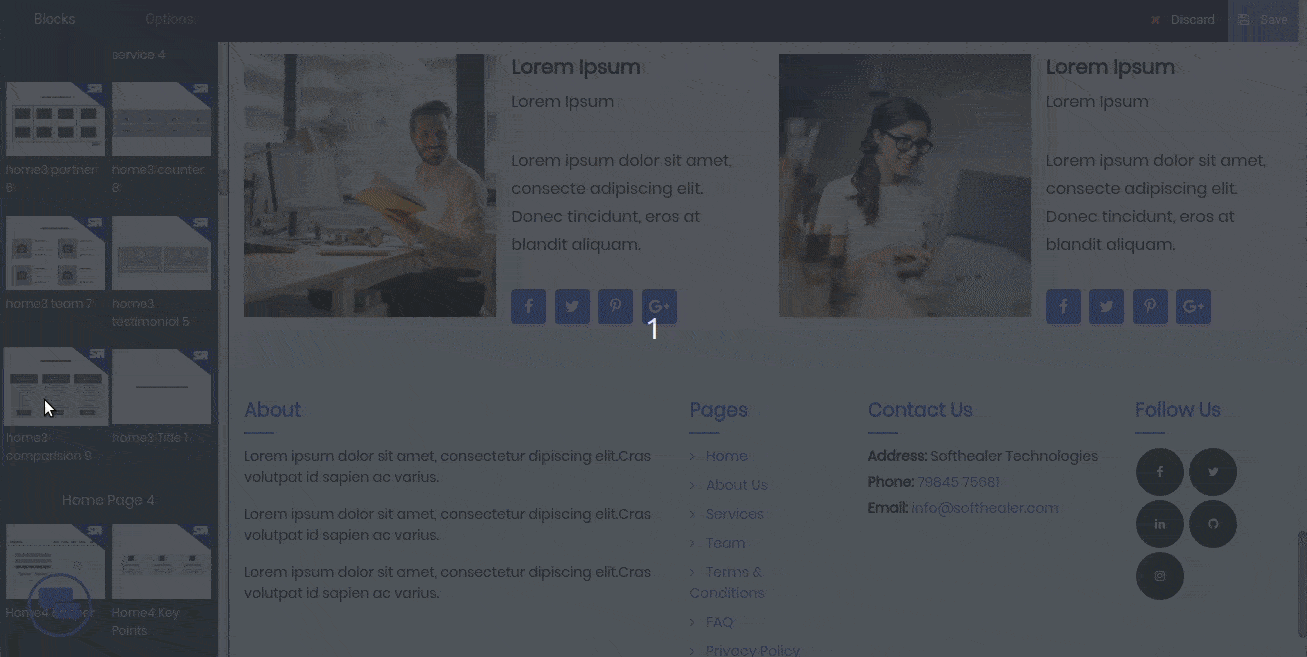 Blocks
Options
Discard
Save
service 4
home3 partner
6
home3 counter
8
home3 team 7
home3
testimonial 5
home3
comparision 9
home3 Title 1
Home Page 4
Home4
Home4 Key
Points
Lorem Ipsum
Lorem Ipsum
Lorem ipsum dolor sit amet,
consecte adipiscing elit.
Donec tincidunt, eros at
blandit aliquam.
Lorem Ipsum
Lorem Ipsum
Lorem ipsum dolor sit amet,
consecte adipiscing elit.
Donec tincidunt, eros at
blandit aliquam.
1
About
Lorem ipsum dolor sit amet, consectetur dipiscing elit.Cras
volutpat id sapien ac varius.
Lorem ipsum dolor sit amet, consectetur dipiscing elit.Cras
volutpat id sapien ac varius.
Lorem ipsum dolor sit amet, consectetur dipiscing elit.Cras
volutpat id sapien ac varius.
Pages
> Home
> About Us
> Services
> Team
> Terms &
Conditions
> FAQ
> Privacy Policy
Contact Us
Address: Softhealer Technologies
Phone: 79845 75681
Email: info@softhealer.com
Follow Us